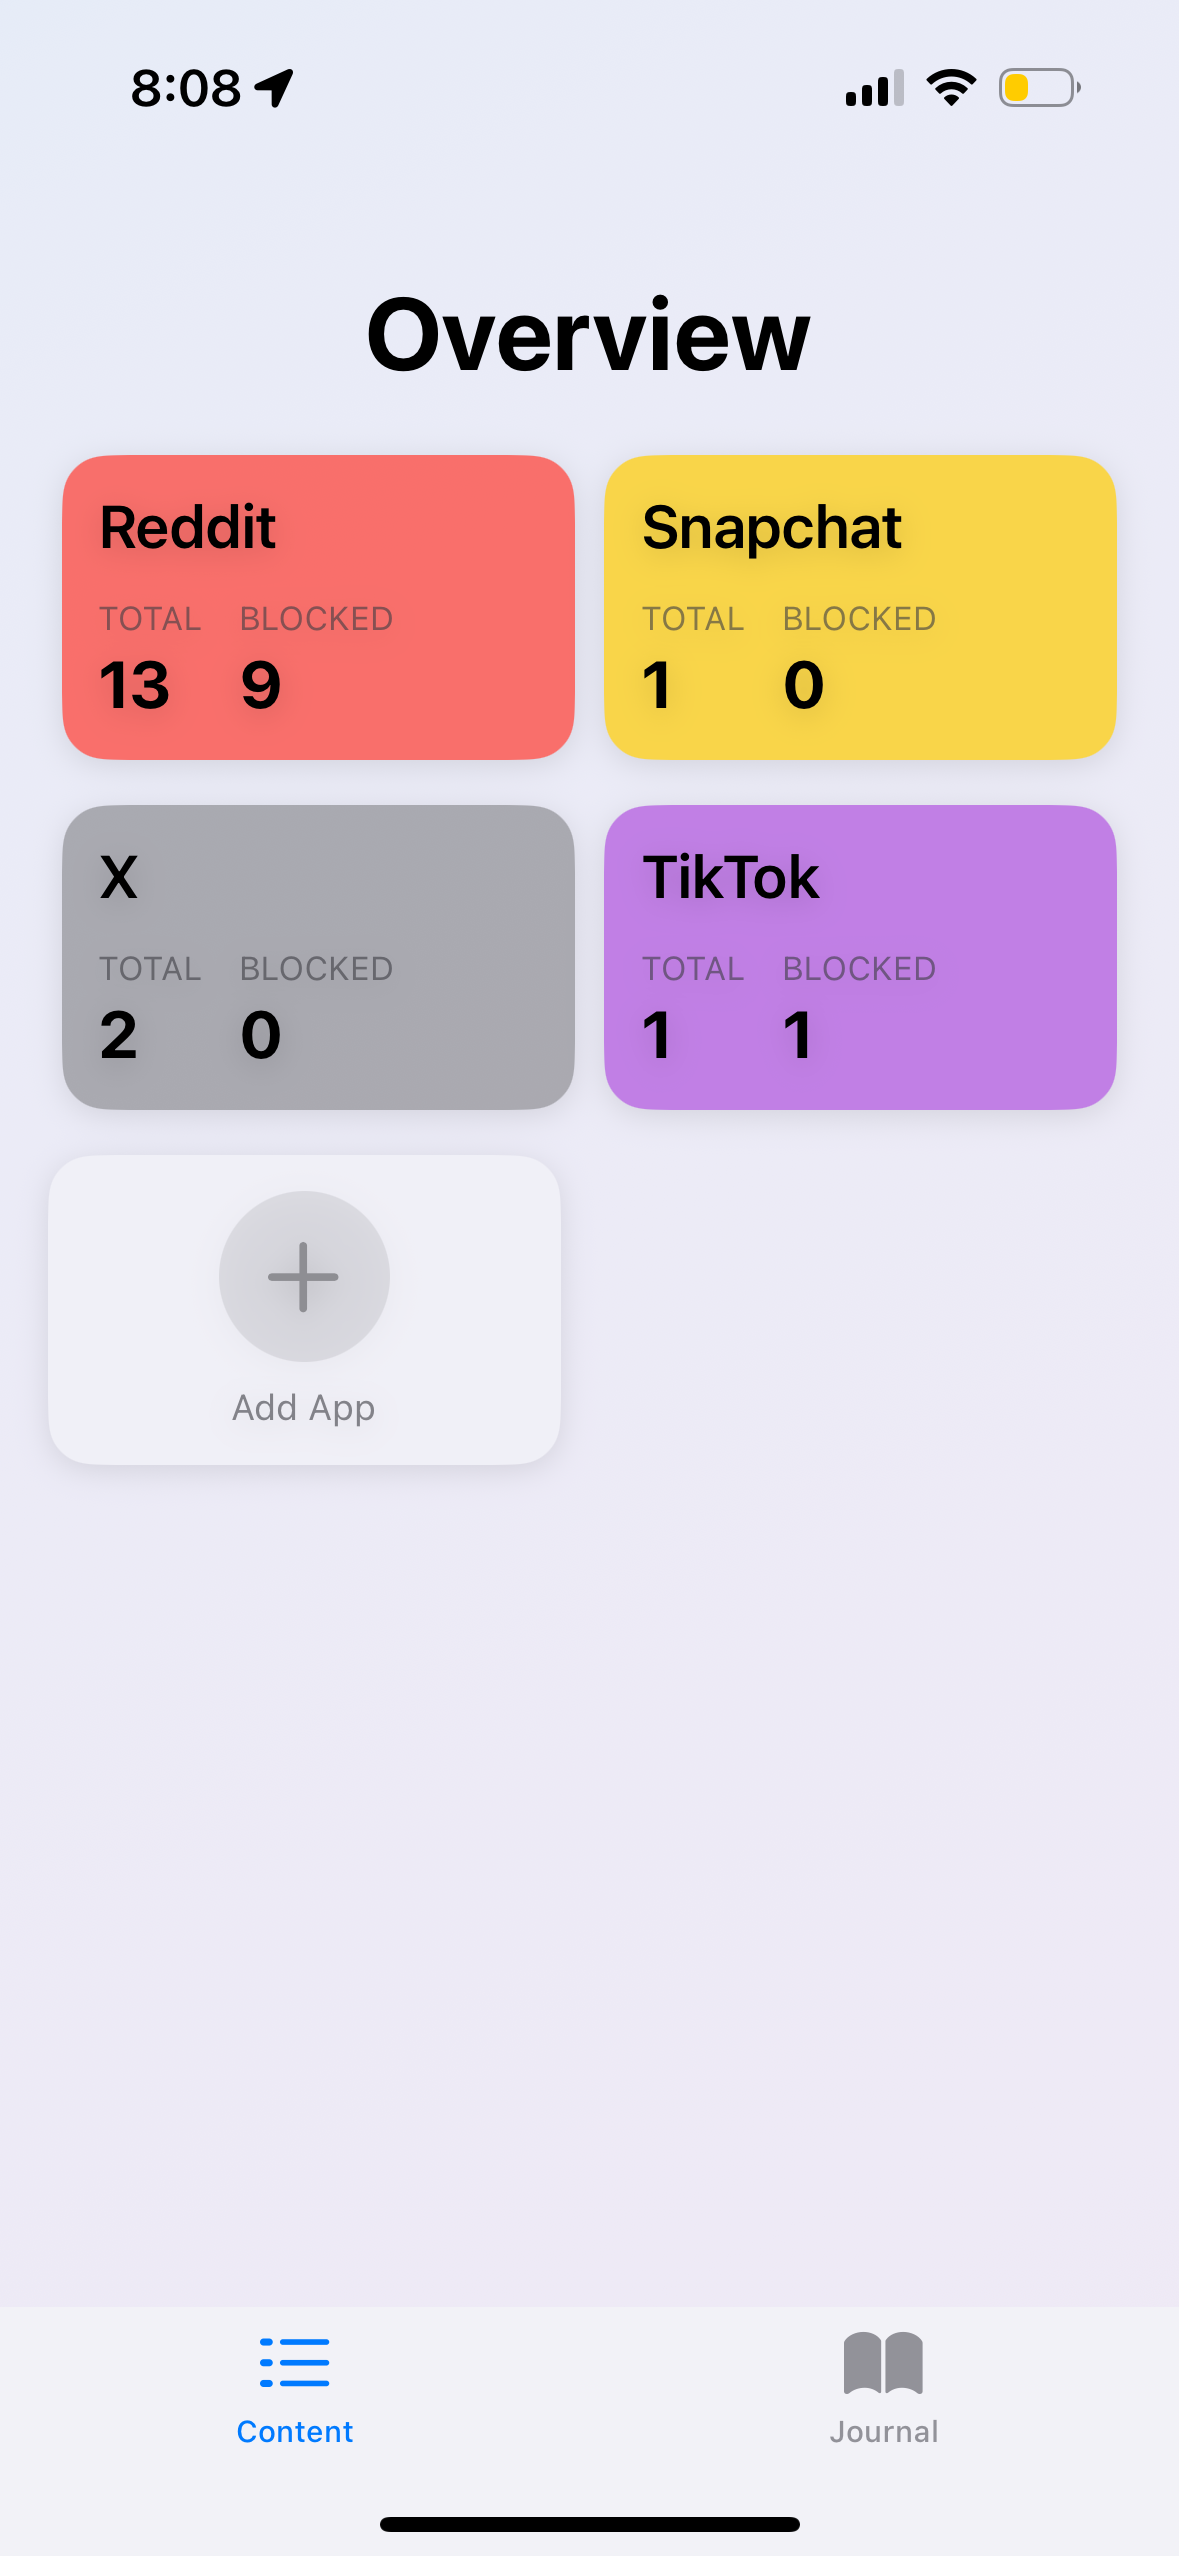 8:08
Overview
Reddit
TOTAL BLOCKED
13 9
Snapchat
TOTAL BLOCKED
1 0
X
TOTAL BLOCKED
2 0
TikTok
TOTAL BLOCKED
1 1
Add App
Content
Journal